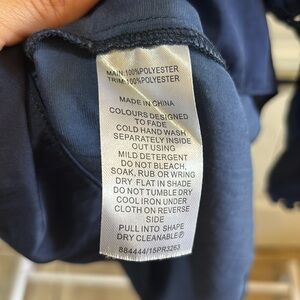 MAIN:100%POLYESTER
TRIM:100%POLYESTER
MADE IN CHINA
COLOURS DESIGNED
TO FADE
COLD HAND WASH
SEPARATELY INSIDE
OUT USING
MILD DETERGENT
DO NOT BLEACH,
SOAK, RUB OR WRING
DRY FLAT IN SHADE
DO NOT TUMBLE DRY
COOL IRON UNDER
CLOTH ON REVERSE
SIDE
PULL INTO SHAPE
DRY CLEANABLE Ⓟ
884444/15PR3263